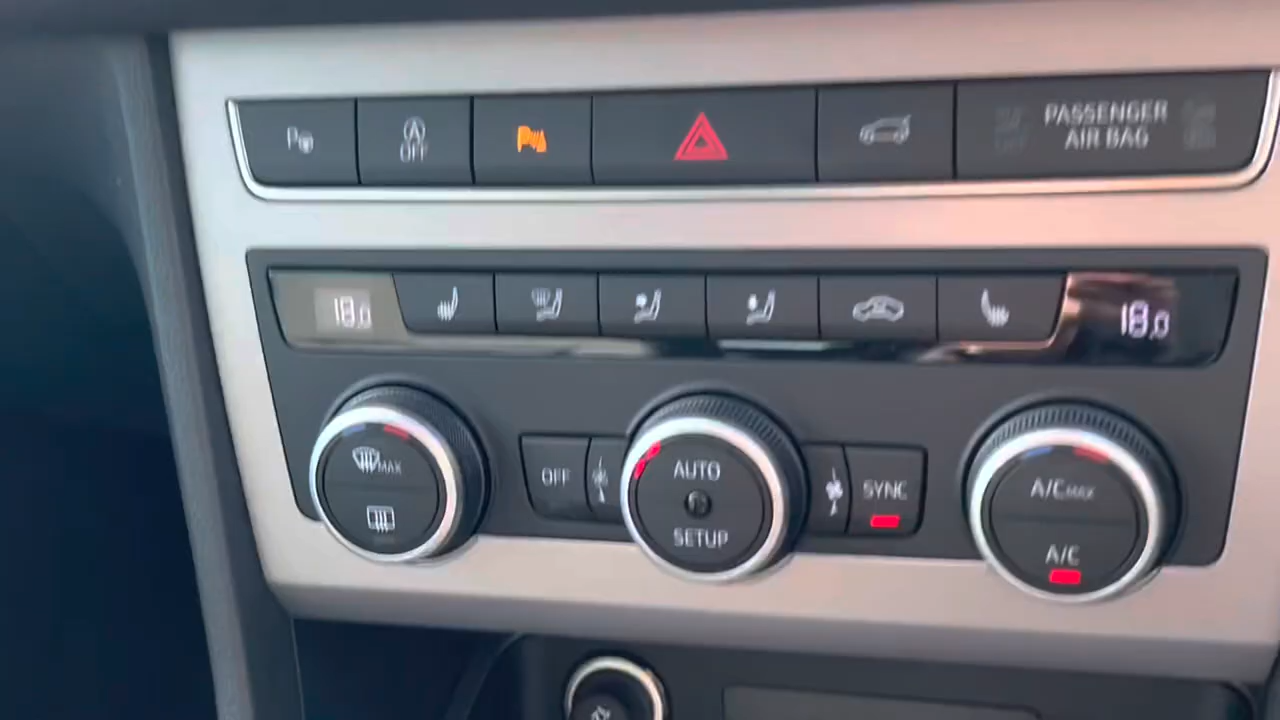 P
A
OFF
P
PASSENGER
AIR BAG
18.0
18.0
MAX
OFF
AUTO
SETUP
SYNC
A/C MAX
A/C